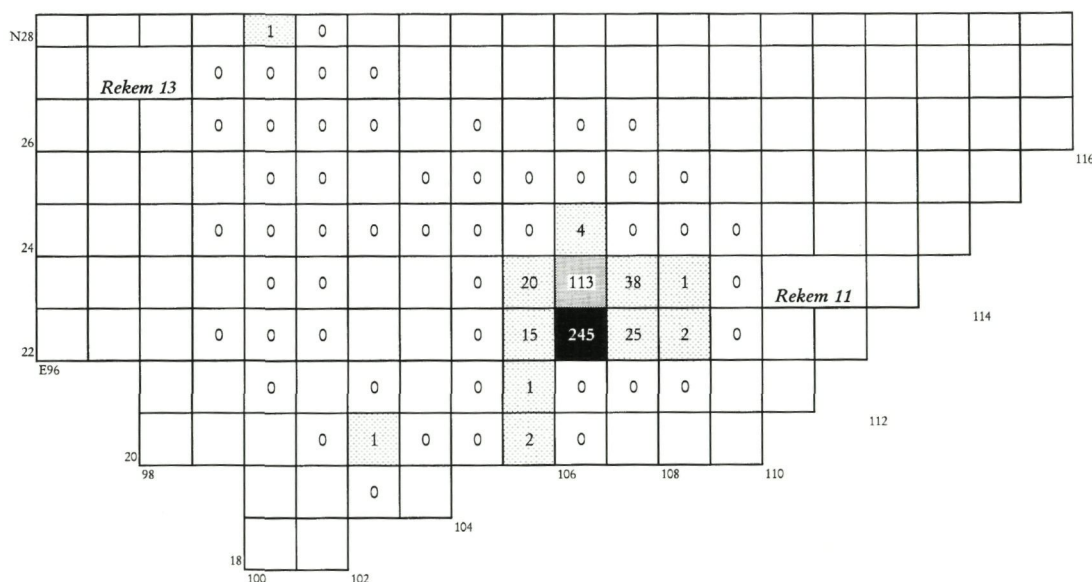 N28 1 0
Rekem 13 0 0 0 0
26 0 0 0 0 0 0 0
116
0 0 0 0 0 0 0 0
24 0 0 0 0 0 0 0 4 0 0 0
0 0 0 20 113 38 1 0 Rekem 11
114
22 0 0 0 0 15 245 25 2 0
E96
0 0 0 1 0 0 0
112
20 0 1 0 0 2 0
98 106 108 110
0
104
18
100 102